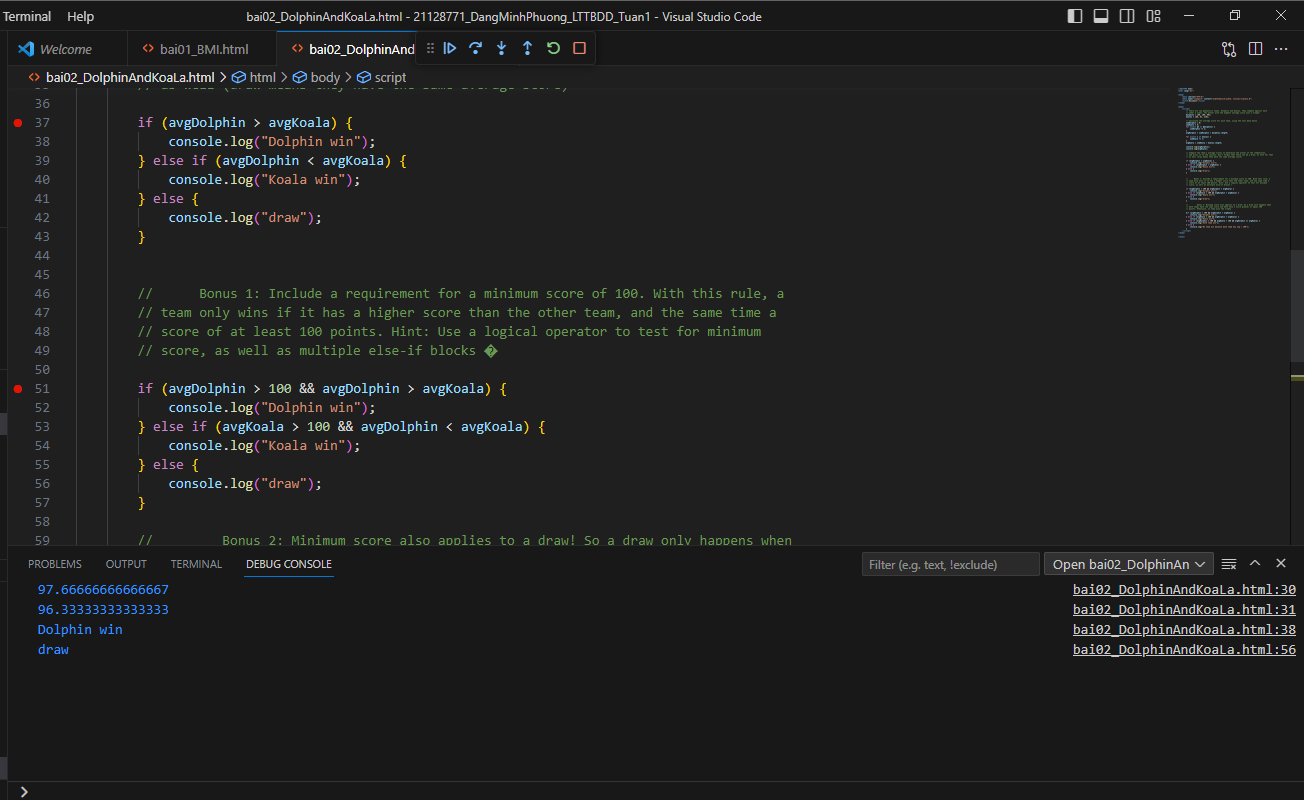 Terminal Help bai02_DolphinAndKoaLa.html - 21128771_DangMinhPhuong_LTTBDD_Tuan1 - Visual Studio Code
Welcome bai01_BMI.html bai02_DolphinAnd
bai02_DolphinAndKoaLa.html > html > body > script
36
37 if (avgDolphin > avgKoala) {
38 console.log("Dolphin win");
39 } else if (avgDolphin < avgKoala) {
40 console.log("Koala win");
41 } else {
42 console.log("draw");
43 }
44
45
46 // Bonus 1: Include a requirement for a minimum score of 100. With this rule, a
47 // team only wins if it has a higher score than the other team, and the same time a
48 // score of at least 100 points. Hint: Use a logical operator to test for minimum
49 // score, as well as multiple else-if blocks �
50
51 if (avgDolphin > 100 && avgDolphin > avgKoala) {
52 console.log("Dolphin win");
53 } else if (avgKoala > 100 && avgDolphin < avgKoala) {
54 console.log("Koala win");
55 } else {
56 console.log("draw");
57 }
58
59 // Bonus 2: Minimum score also applies to a draw! So a draw only happens when
PROBLEMS OUTPUT TERMINAL DEBUG CONSOLE Filter (e.g. text, !exclude) Open bai02_DolphinAn
97.66666666666667 bai02_DolphinAndKoaLa.html:30
96.33333333333333 bai02_DolphinAndKoaLa.html:31
Dolphin win bai02_DolphinAndKoaLa.html:38
draw bai02_DolphinAndKoaLa.html:56